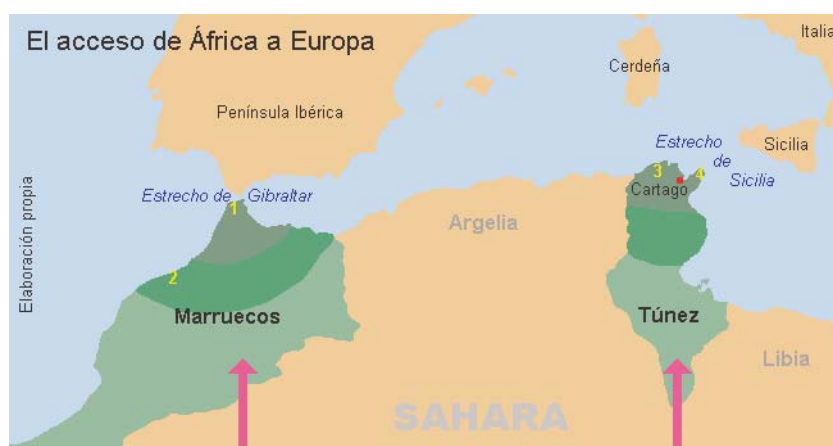 El acceso de África a Europa
Italia
Cerdeña
Península Ibérica
Sicilia
Estrecho
de
Sicilia
3
4
Cartago
Estrecho de Gibraltar
1
Argelia
2
Marruecos
Túnez
Libia
SAHARA
Elaboración propia